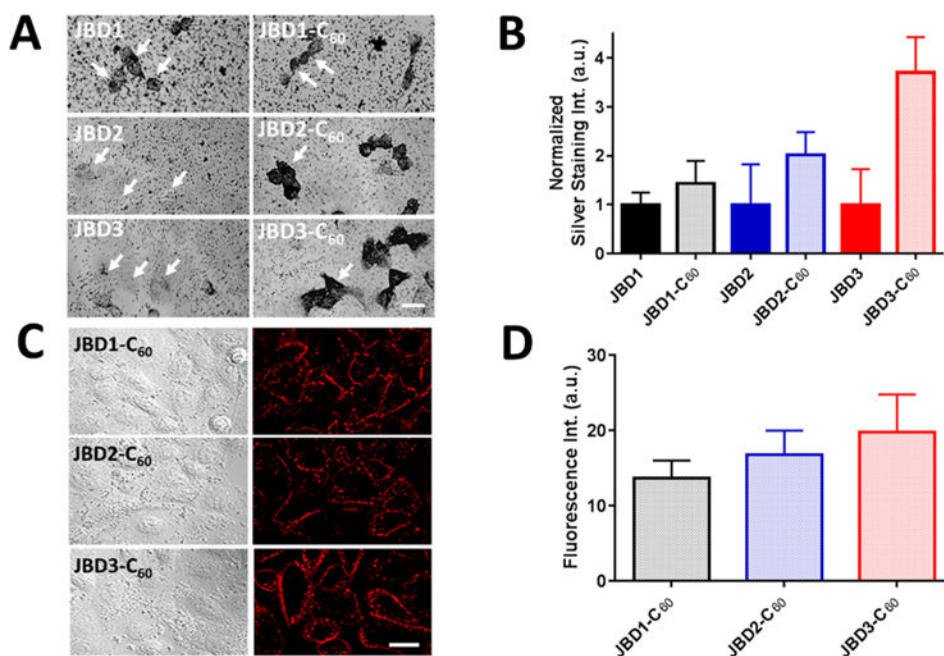 A
JBD1
JBD1-C60
JBD2
JBD2-C60
JBD3
JBD3-C60
B
Normalized
Silver Staining Int. (a.u.)
4
3
2
1
0
JBD1
JBD1-C60
JBD2
JBD2-C60
JBD3
JBD3-C60
C
JBD1-C60
JBD2-C60
JBD3-C60
D
Fluorescence Int. (a.u.)
30
20
10
0
JBD1-C60
JBD2-C60
JBD3-C60